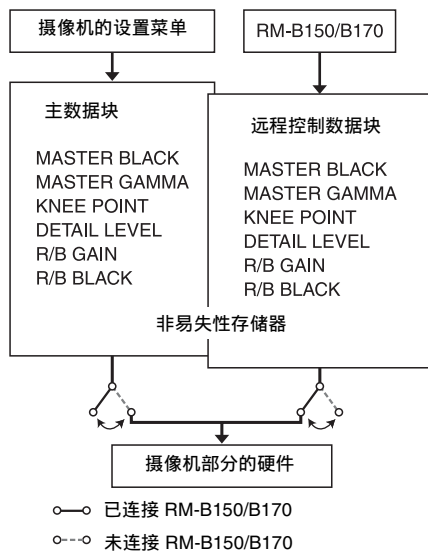 摄像机的设置菜单
RM-B150/B170
主数据块
MASTER BLACK
MASTER GAMMA
KNEE POINT
DETAIL LEVEL
R/B GAIN
R/B BLACK
远程控制数据块
MASTER BLACK
MASTER GAMMA
KNEE POINT
DETAIL LEVEL
R/B GAIN
R/B BLACK
非易失性存储器
摄像机部分的硬件
已连接 RM-B150/B170
未连接 RM-B150/B170